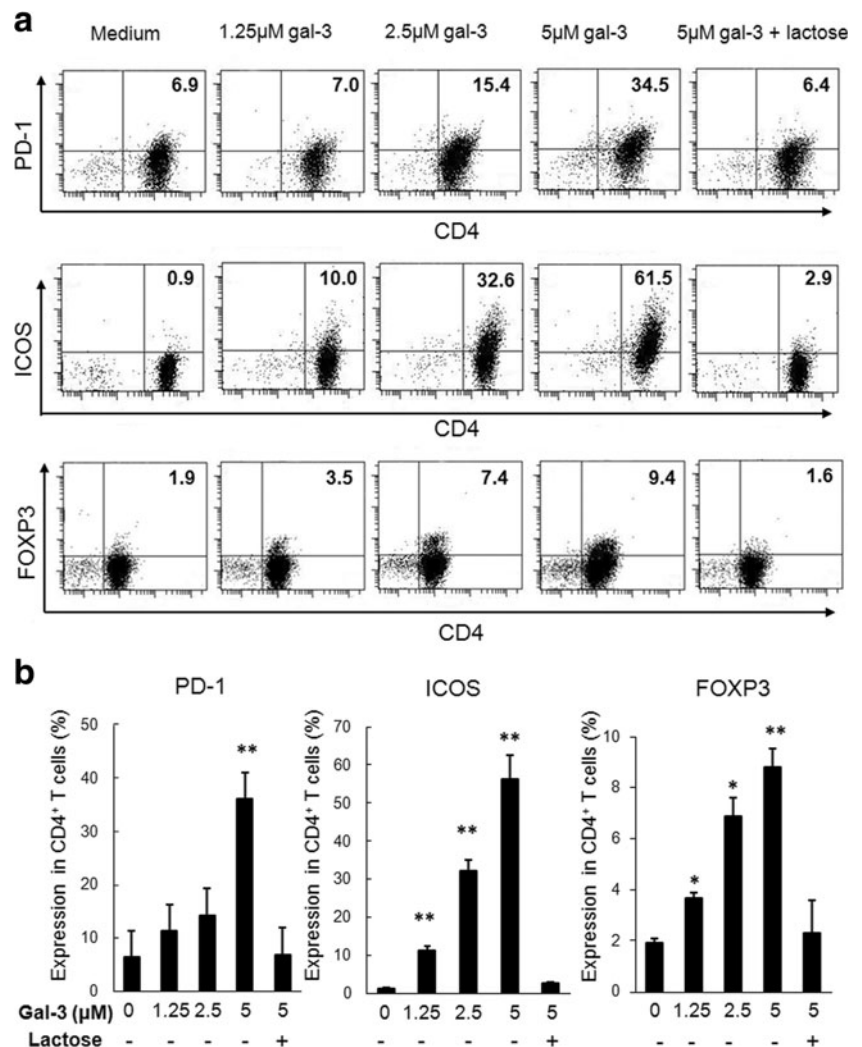 a
Medium 1.25µM gal-3 2.5µM gal-3 5µM gal-3 5µM gal-3 + lactose
PD-1
6.9 7.0 15.4 34.5 6.4
CD4
ICOS
0.9 10.0 32.6 61.5 2.9
CD4
FOXP3
1.9 3.5 7.4 9.4 1.6
CD4
b
PD-1
Expression in CD4⁺ T cells (%)
50
40
30
20
10
0
**
0 1.25 2.5 5 5
ICOS
Expression in CD4⁺ T cells (%)
70
60
50
40
30
20
10
0
** ** **
0 1.25 2.5 5 5
FOXP3
Expression in CD4⁺ T cells (%)
10
8
6
4
2
0
* * **
0 1.25 2.5 5 5
Gal-3 (µM)
Lactose - - - - + - - - - + - - - - +